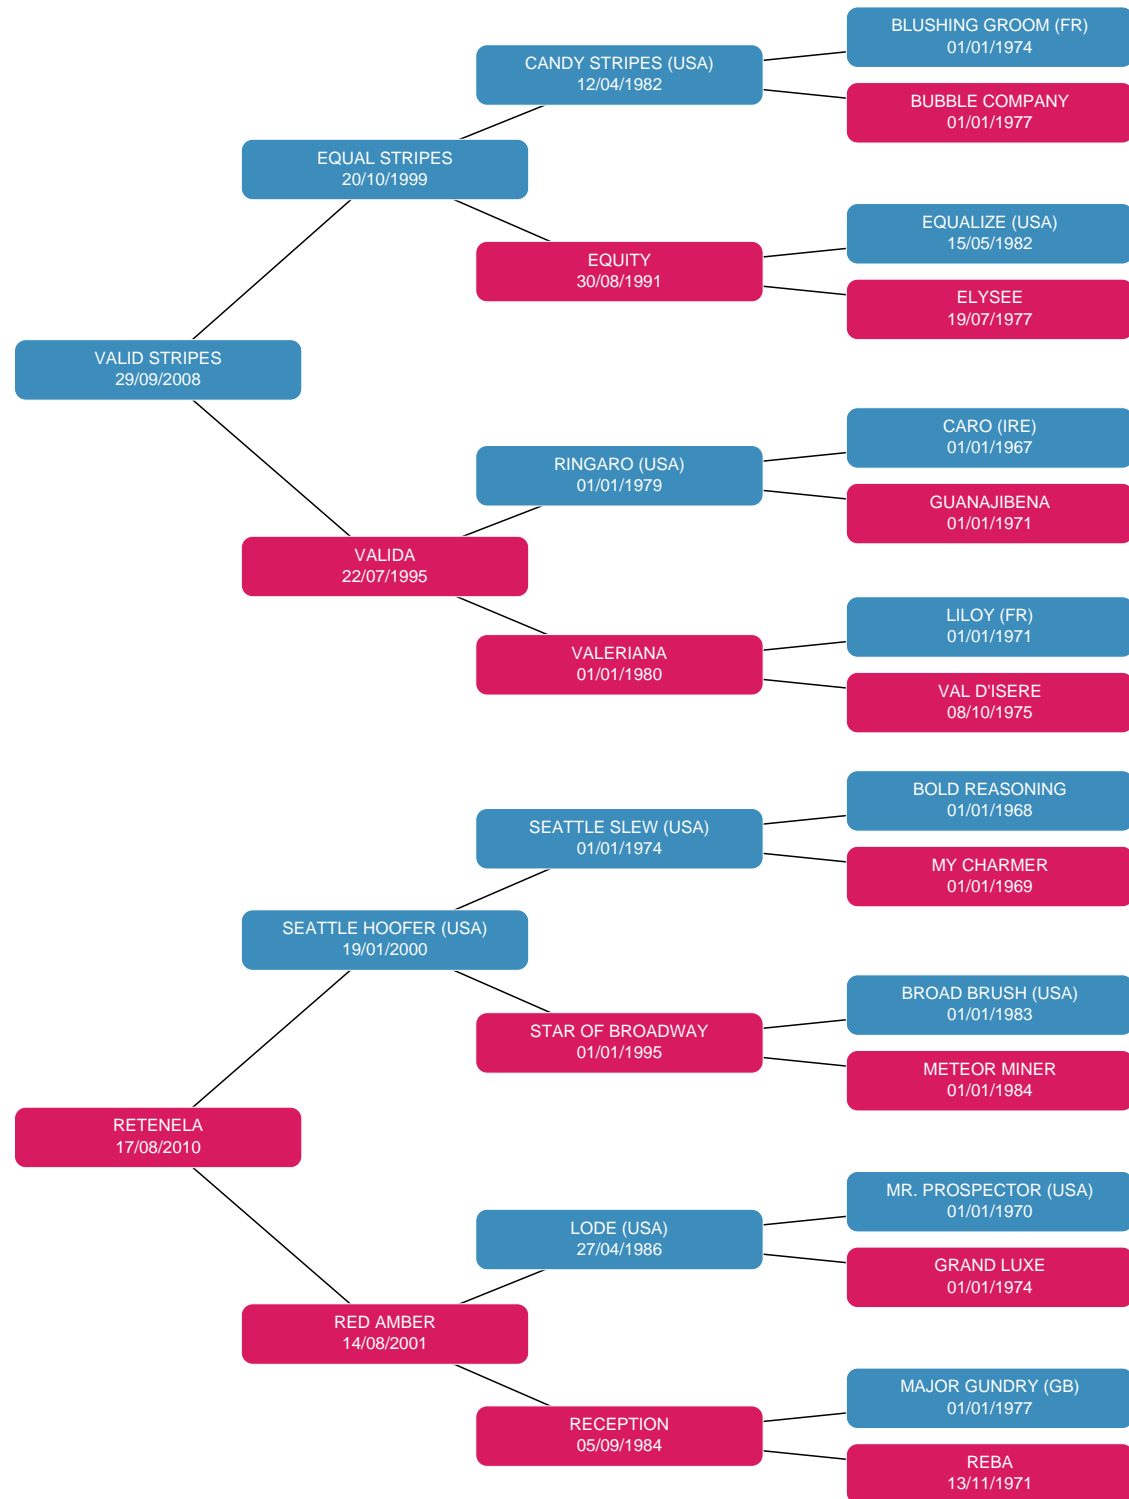 BLUSHING GROOM (FR)
01/01/1974
CANDY STRIPES (USA)
12/04/1982
BUBBLE COMPANY
01/01/1977
EQUAL STRIPES
20/10/1999
EQUALIZE (USA)
15/05/1982
EQUITY
30/08/1991
ELYSEE
19/07/1977
VALID STRIPES
29/09/2008
CARO (IRE)
01/01/1967
RINGARO (USA)
01/01/1979
GUANAJIBENA
01/01/1971
VALIDA
22/07/1995
LILOY (FR)
01/01/1971
VALERIANA
01/01/1980
VAL D'ISERE
08/10/1975
BOLD REASONING
01/01/1968
SEATTLE SLEW (USA)
01/01/1974
MY CHARMER
01/01/1969
SEATTLE HOOFER (USA)
19/01/2000
BROAD BRUSH (USA)
01/01/1983
STAR OF BROADWAY
01/01/1995
METEOR MINER
01/01/1984
RETENELA
17/08/2010
MR. PROSPECTOR (USA)
01/01/1970
LODE (USA)
27/04/1986
GRAND LUXE
01/01/1974
RED AMBER
14/08/2001
MAJOR GUNDRY (GB)
01/01/1977
RECEPTION
05/09/1984
REBA
13/11/1971